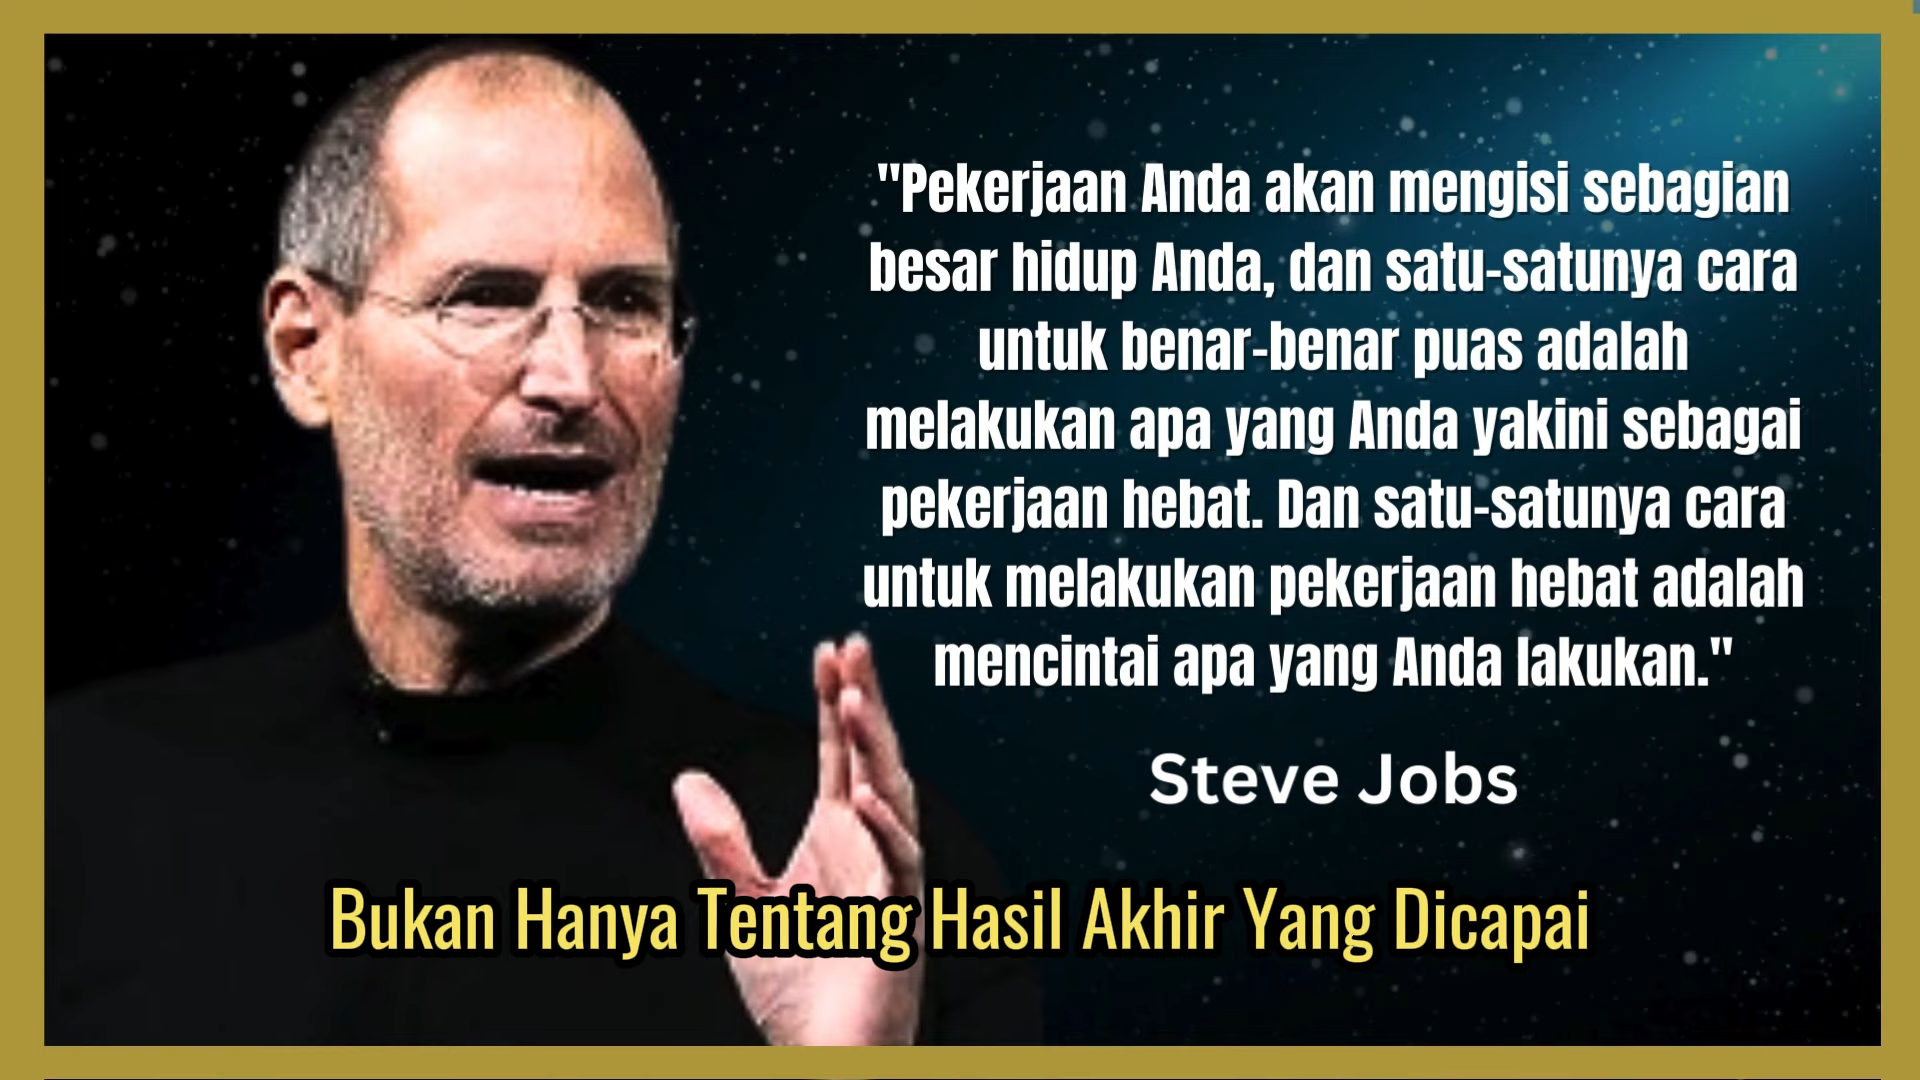 "Pekerjaan Anda akan mengisi sebagian
besar hidup Anda, dan satu-satunya cara
untuk benar-benar puas adalah
melakukan apa yang Anda yakini sebagai
pekerjaan hebat. Dan satu-satunya cara
untuk melakukan pekerjaan hebat adalah
mencintai apa yang Anda lakukan."
Steve Jobs
Bukan Hanya Tentang Hasil Akhir Yang Dicapai